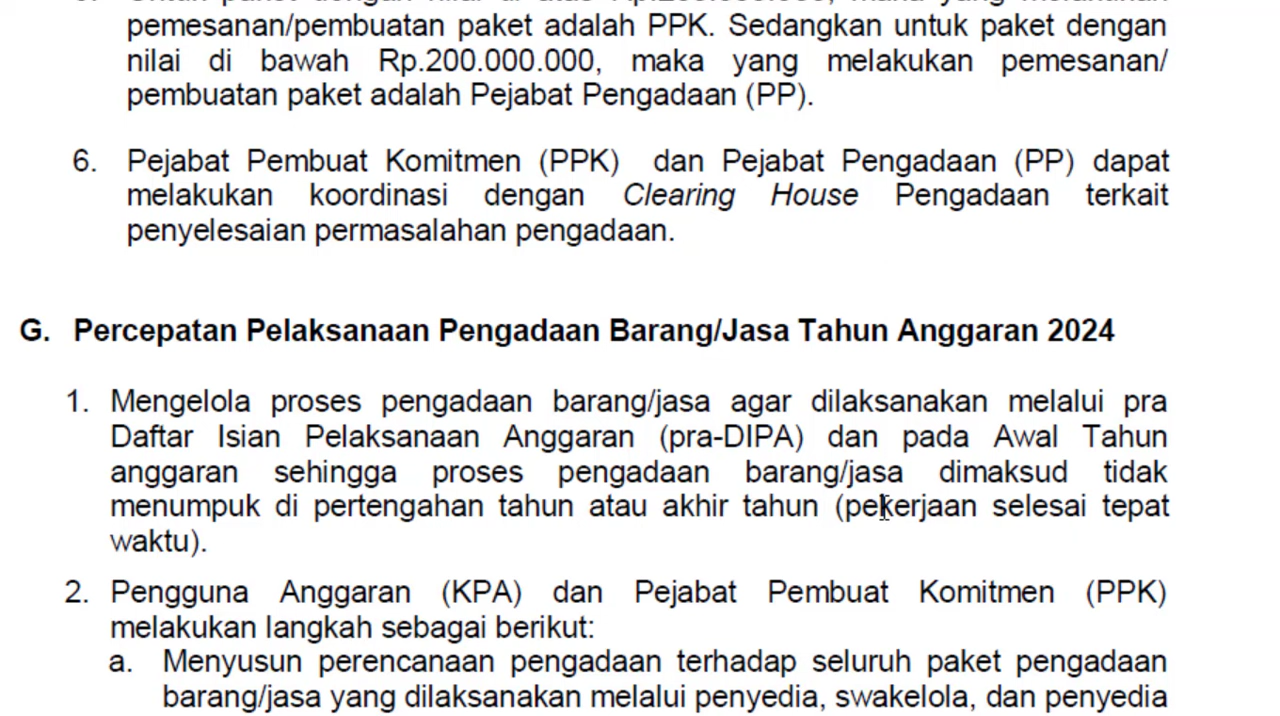 pemesanan/pembuatan paket adalah PPK. Sedangkan untuk paket dengan
nilai di bawah Rp.200.000.000, maka yang melakukan pemesanan/
pembuatan paket adalah Pejabat Pengadaan (PP).
6. Pejabat Pembuat Komitmen (PPK) dan Pejabat Pengadaan (PP) dapat
melakukan koordinasi dengan Clearing House Pengadaan terkait
penyelesaian permasalahan pengadaan.
G. Percepatan Pelaksanaan Pengadaan Barang/Jasa Tahun Anggaran 2024
1. Mengelola proses pengadaan barang/jasa agar dilaksanakan melalui pra
Daftar Isian Pelaksanaan Anggaran (pra-DIPA) dan pada Awal Tahun
anggaran sehingga proses pengadaan barang/jasa dimaksud tidak
menumpuk di pertengahan tahun atau akhir tahun (pekerjaan selesai tepat
waktu).
2. Pengguna Anggaran (KPA) dan Pejabat Pembuat Komitmen (PPK)
melakukan langkah sebagai berikut:
a. Menyusun perencanaan pengadaan terhadap seluruh paket pengadaan
barang/jasa yang dilaksanakan melalui penyedia, swakelola, dan penyedia